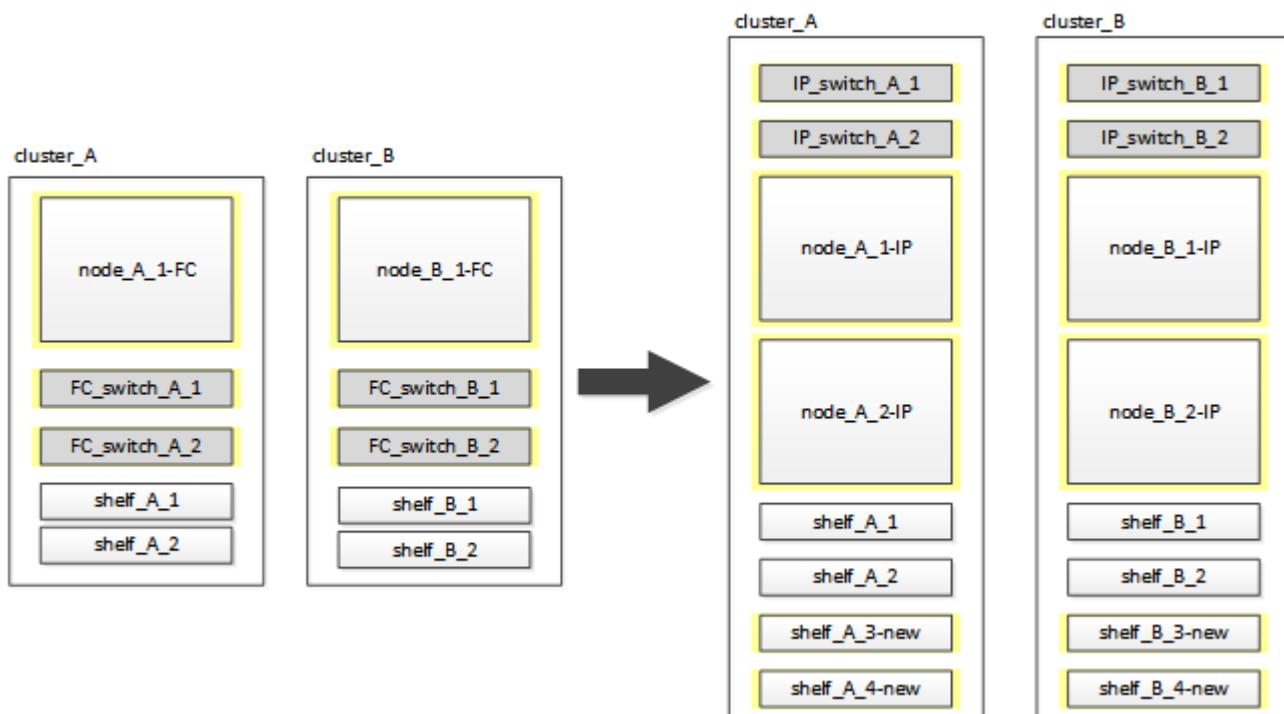 cluster_A
node_A_1-FC
FC_switch_A_1
FC_switch_A_2
shelf_A_1
shelf_A_2
cluster_B
node_B_1-FC
FC_switch_B_1
FC_switch_B_2
shelf_B_1
shelf_B_2
cluster_A
IP_switch_A_1
IP_switch_A_2
node_A_1-IP
node_A_2-IP
shelf_A_1
shelf_A_2
shelf_A_3-new
shelf_A_4-new
cluster_B
IP_switch_B_1
IP_switch_B_2
node_B_1-IP
node_B_2-IP
shelf_B_1
shelf_B_2
shelf_B_3-new
shelf_B_4-new